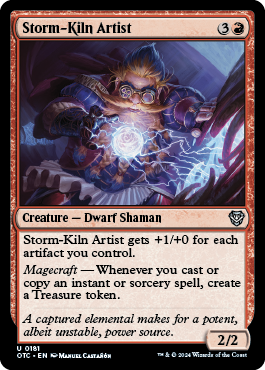 Storm-Kiln Artist 3
Creature — Dwarf Shaman
Storm-Kiln Artist gets +1/+0 for each
artifact you control.
Magecraft — Whenever you cast or
copy an instant or sorcery spell, create
a Treasure token.
A captured elemental makes for a potent,
albeit unstable, power source.
2/2
U 0181
OTC • EN Manuel Castañón
™ & © 2024 Wizards of the Coast